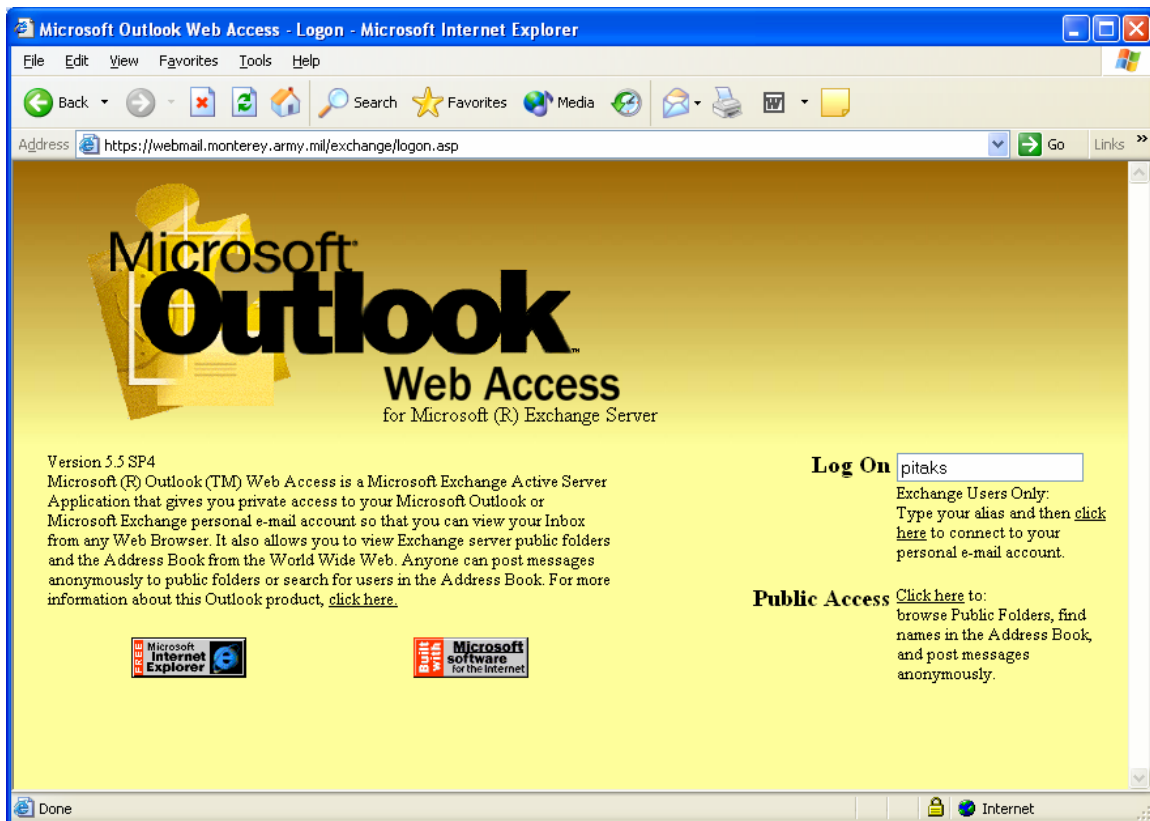 Microsoft Outlook Web Access - Logon - Microsoft Internet Explorer
File Edit View Favorites Tools Help
Back Search Favorites Media
Address https://webmail.monterey.army.mil/exchange/logon.asp Go Links »
Microsoft
Outlook™
Web Access
for Microsoft (R) Exchange Server
Version 5.5 SP4
Microsoft (R) Outlook (TM) Web Access is a Microsoft Exchange Active Server
Application that gives you private access to your Microsoft Outlook or
Microsoft Exchange personal e-mail account so that you can view your Inbox
from any Web Browser. It also allows you to view Exchange server public folders
and the Address Book from the World Wide Web. Anyone can post messages
anonymously to public folders or search for users in the Address Book. For more
information about this Outlook product, click here.
FREE
Microsoft
Internet
Explorer
Built with
Microsoft
software
for the Internet
Log On pitaks
Exchange Users Only:
Type your alias and then click
here to connect to your
personal e-mail account.
Public Access Click here to:
browse Public Folders, find
names in the Address Book,
and post messages
anonymously.
Done Internet